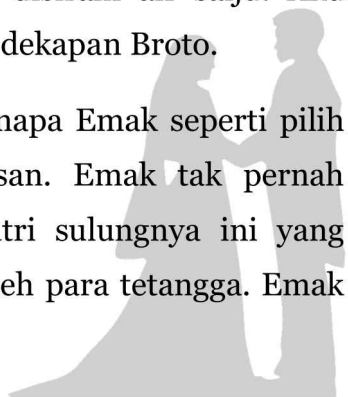 dekapan Broto.
napa Emak seperti pilih
san. Emak tak pernah
tri sulungnya ini yang
eh para tetangga. Emak